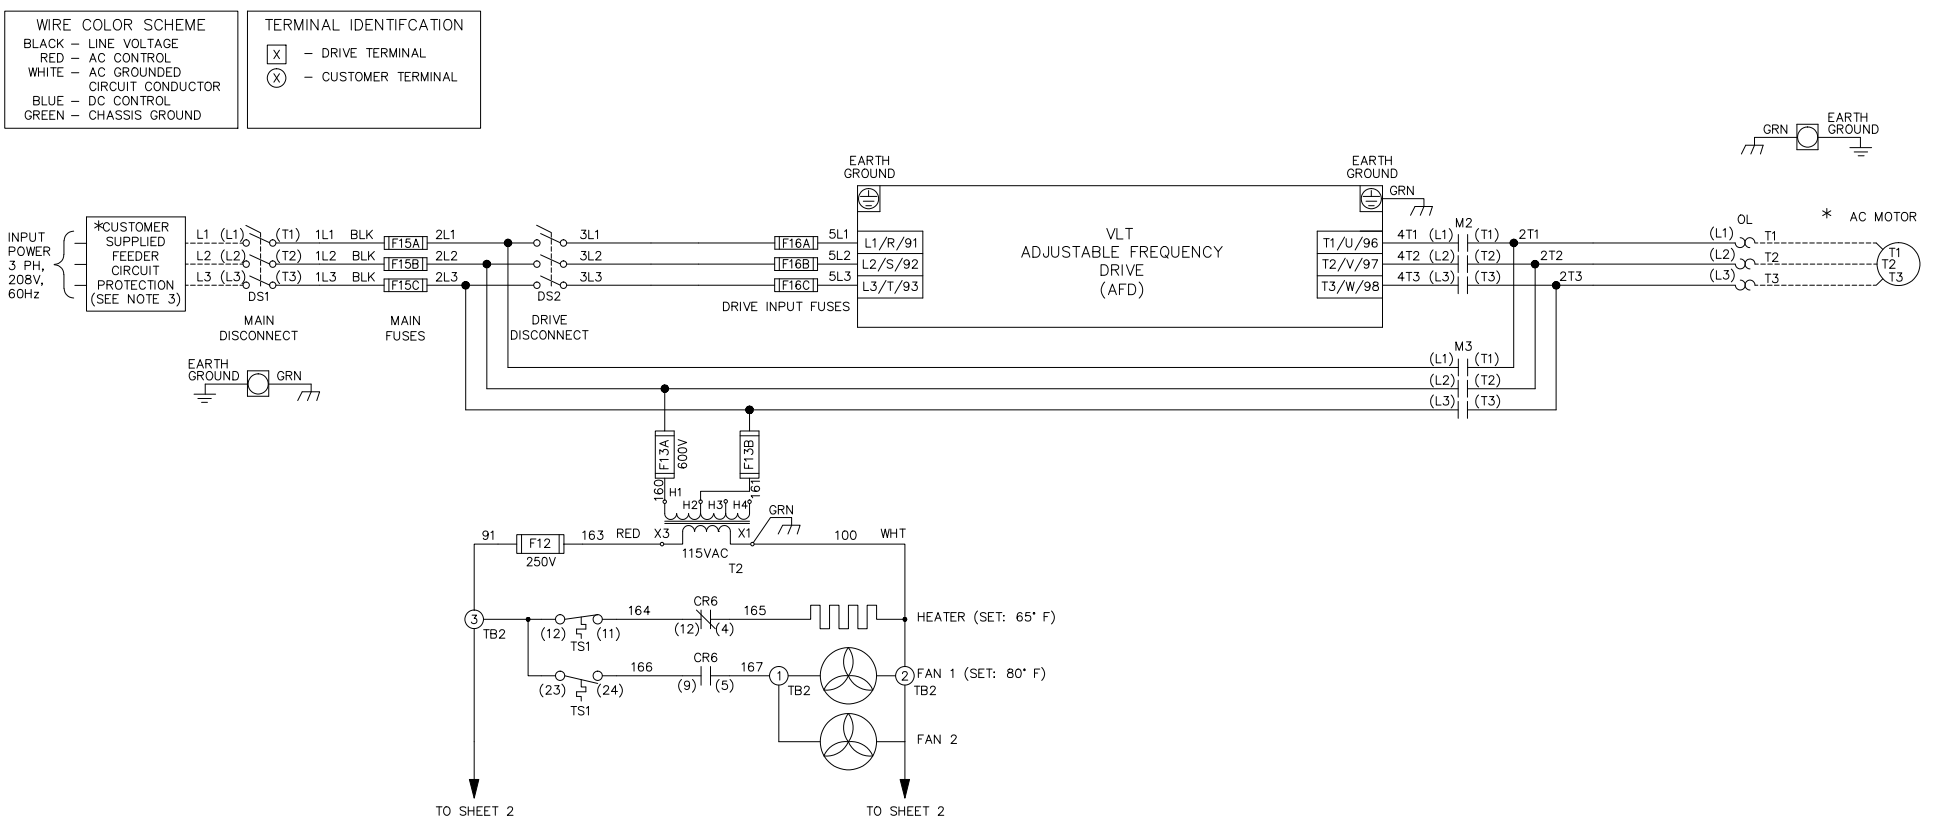 WIRE COLOR SCHEME
BLACK – LINE VOLTAGE
RED – AC CONTROL
WHITE – AC GROUNDED
CIRCUIT CONDUCTOR
BLUE – DC CONTROL
GREEN – CHASSIS GROUND
TERMINAL IDENTIFCATION
X – DRIVE TERMINAL
X – CUSTOMER TERMINAL
GRN
EARTH
GROUND
EARTH
GROUND
EARTH
GROUND
GRN
INPUT
POWER
3 PH,
208V,
60Hz
*CUSTOMER
SUPPLIED
FEEDER
CIRCUIT
PROTECTION
(SEE NOTE 3)
L1 (L1) (T1) 1L1 BLK F15A 2L1 3L1 F16A 5L1 L1/R/91
L2 (L2) (T2) 1L2 BLK F15B 2L2 3L2 F16B 5L2 L2/S/92
L3 (L3) (T3) 1L3 BLK F15C 2L3 3L3 F16C 5L3 L3/T/93
DS1
DS2
MAIN
DISCONNECT
MAIN
FUSES
DRIVE
DISCONNECT
DRIVE INPUT FUSES
VLT
ADJUSTABLE FREQUENCY
DRIVE
(AFD)
M2
OL
* AC MOTOR
T1/U/96 4T1 (L1) (T1) 2T1 (L1) T1
T2/V/97 4T2 (L2) (T2) 2T2 (L2) T2
T3/W/98 4T3 (L3) (T3) 2T3 (L3) T3
T1
T2
T3
M3
(L1) (T1)
(L2) (T2)
(L3) (T3)
EARTH
GROUND
GRN
F13A
600V
F13B
160
161
H1
H2 H3 H4
GRN
91 F12 163 RED X3 X1 100 WHT
250V
115VAC
T2
3
TB2
(12) (11)
TS1
164
CR6
(12) (4)
165
HEATER (SET: 65° F)
(23) (24)
TS1
166
CR6
(9) (5)
167
1
TB2
2
TB2
FAN 1 (SET: 80° F)
FAN 2
TO SHEET 2
TO SHEET 2